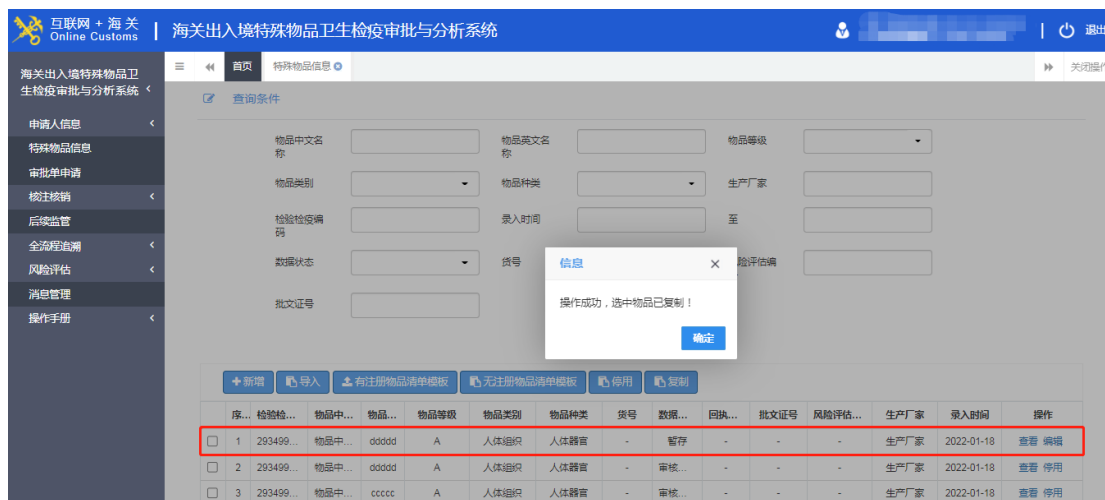 互联网 + 海 关
Online Customs
海关出入境特殊物品卫生检疫审批与分析系统
退出
海关出入境特殊物品卫
生检疫审批与分析系统
首页
特殊物品信息
关闭操作
查询条件
申请人信息
特殊物品信息
审批单申请
核注核销
后续监管
全流程追溯
风险评估
消息管理
操作手册
物品中文名
称
物品英文名
称
物品等级
物品类别
物品种类
生产厂家
检验检疫编
码
录入时间
至
数据状态
货号
险评估编
批文证号
信息
操作成功，选中物品已复制！
确定
新增
导入
有注册物品清单模板
无注册物品清单模板
停用
复制
序... 检验检... 物品中... 物品... 物品等级 物品类别 物品种类 货号 数据... 回执... 批文证号 风险评估... 生产厂家 录入时间 操作
1 293499... 物品中... ddddd A 人体组织 人体器官 - 暂存 - - - 生产厂家 2022-01-18 查看 编辑
2 293499... 物品中... ddddd A 人体组织 人体器官 - 审核... - - - 生产厂家 2022-01-18 查看 停用
3 293499... 物品中... ccccc A 人体组织 人体器官 - 审核... - - - 生产厂家 2022-01-18 查看 停用